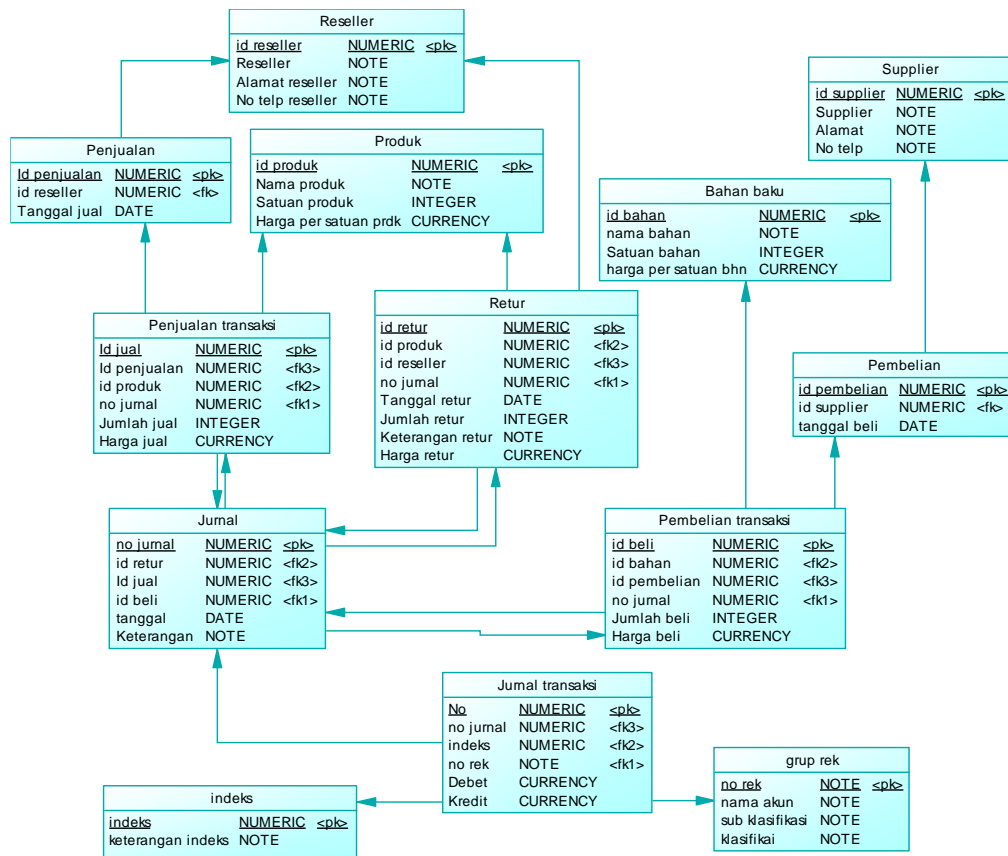 Reseller
id reseller NUMERIC <pk>
Reseller NOTE
Alamat reseller NOTE
No telp reseller NOTE
Supplier
id supplier NUMERIC <pk>
Supplier NOTE
Alamat NOTE
No telp NOTE
Penjualan
Id penjualan NUMERIC <pk>
id reseller NUMERIC <fk>
Tanggal jual DATE
Produk
id produk NUMERIC <pk>
Nama produk NOTE
Satuan produk INTEGER
Harga per satuan prdk CURRENCY
Bahan baku
id bahan NUMERIC <pk>
nama bahan NOTE
Satuan bahan INTEGER
harga per satuan bhn CURRENCY
Penjualan transaksi
Id jual NUMERIC <pk>
Id penjualan NUMERIC <fk3>
id produk NUMERIC <fk2>
no jurnal NUMERIC <fk1>
Jumlah jual INTEGER
Harga jual CURRENCY
Retur
id retur NUMERIC <pk>
id produk NUMERIC <fk2>
id reseller NUMERIC <fk3>
no jurnal NUMERIC <fk1>
Tanggal retur DATE
Jumlah retur INTEGER
Keterangan retur NOTE
Harga retur CURRENCY
Pembelian
id pembelian NUMERIC <pk>
id supplier NUMERIC <fk>
tanggal beli DATE
Jurnal
no jurnal NUMERIC <pk>
id retur NUMERIC <fk2>
Id jual NUMERIC <fk3>
id beli NUMERIC <fk1>
tanggal DATE
Keterangan NOTE
Pembelian transaksi
id beli NUMERIC <pk>
id bahan NUMERIC <fk2>
id pembelian NUMERIC <fk3>
no jurnal NUMERIC <fk1>
Jumlah beli INTEGER
Harga beli CURRENCY
Jurnal transaksi
No NUMERIC <pk>
no jurnal NUMERIC <fk3>
indeks NUMERIC <fk2>
no rek NOTE <fk1>
Debet CURRENCY
Kredit CURRENCY
grup rek
no rek NOTE <pk>
nama akun NOTE
sub klasifikasi NOTE
klasifikai NOTE
indeks
indeks NUMERIC <pk>
keterangan indeks NOTE